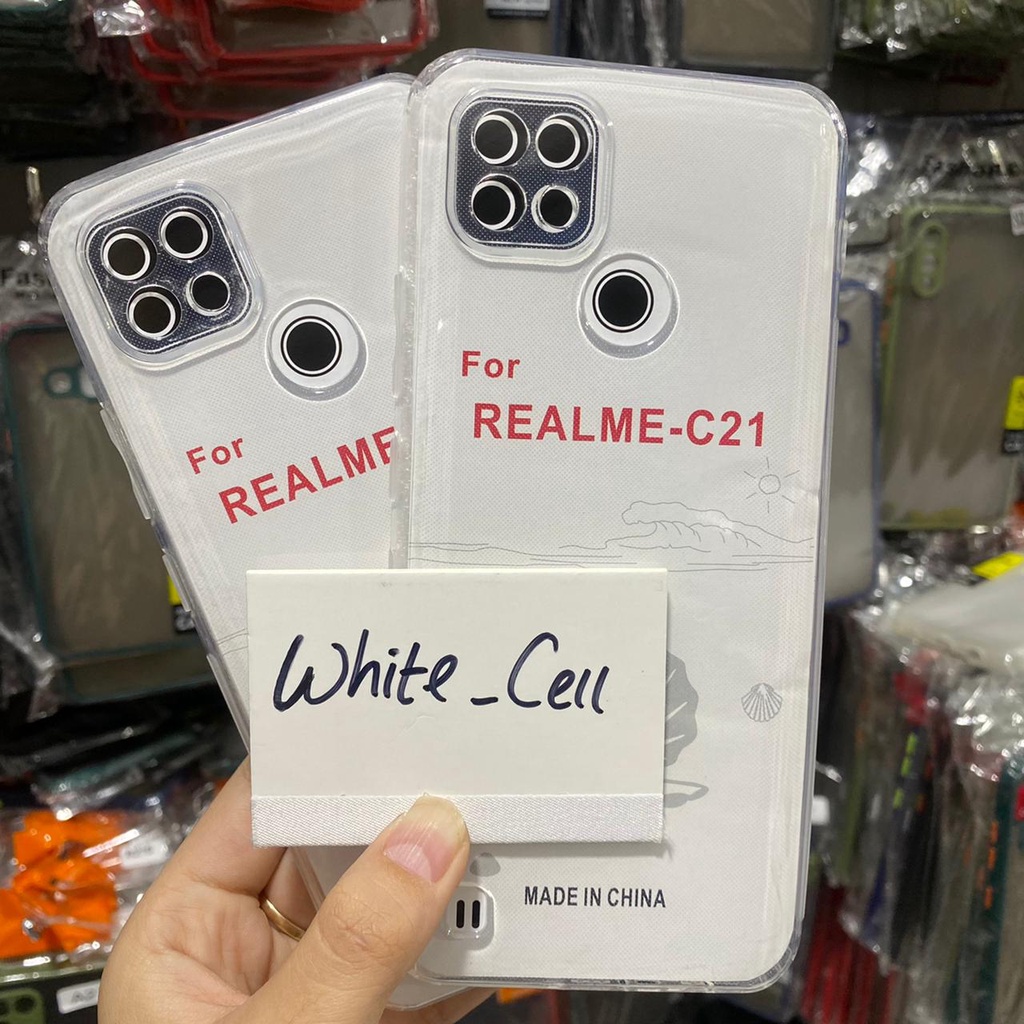 For
REALME-C21
For
REALME
White_Cell
MADE IN CHINA